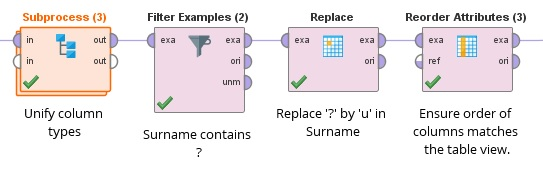 Subprocess (3)
Filter Examples (2)
Replace
Reorder Attributes (3)
in out
in out
exa exa
ori
unm
exa exa
ori
exa exa
ref ori
Unify column
types
Surname contains
?
Replace '?' by 'u' in
Surname
Ensure order of
columns matches
the table view.